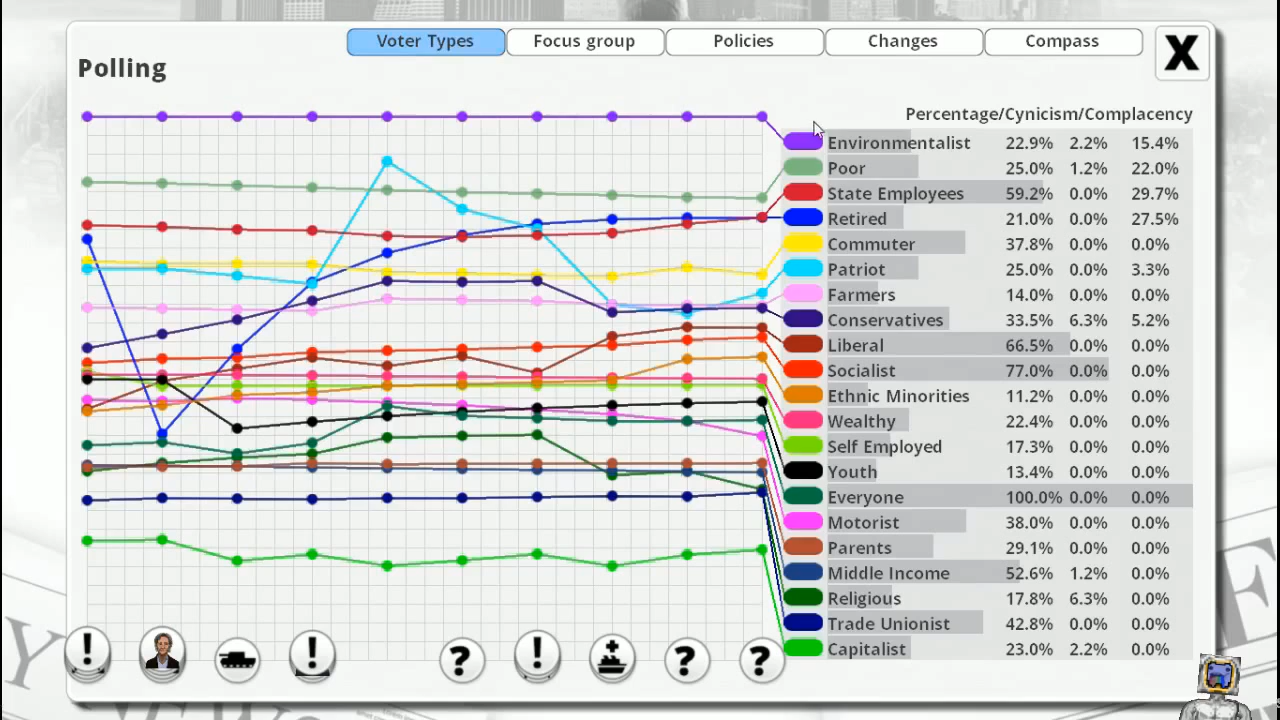 Voter Types Focus group Policies Changes Compass X
Polling
Percentage/Cynicism/Complacency
Environmentalist 22.9% 2.2% 15.4%
Poor 25.0% 1.2% 22.0%
State Employees 59.2% 0.0% 29.7%
Retired 21.0% 0.0% 27.5%
Commuter 37.8% 0.0% 0.0%
Patriot 25.0% 0.0% 3.3%
Farmers 14.0% 0.0% 0.0%
Conservatives 33.5% 6.3% 5.2%
Liberal 66.5% 0.0% 0.0%
Socialist 77.0% 0.0% 0.0%
Ethnic Minorities 11.2% 0.0% 0.0%
Wealthy 22.4% 0.0% 0.0%
Self Employed 17.3% 0.0% 0.0%
Youth 13.4% 0.0% 0.0%
Everyone 100.0% 0.0% 0.0%
Motorist 38.0% 0.0% 0.0%
Parents 29.1% 0.0% 0.0%
Middle Income 52.6% 1.2% 0.0%
Religious 17.8% 6.3% 0.0%
Trade Unionist 42.8% 0.0% 0.0%
Capitalist 23.0% 2.2% 0.0%
! ! ? ! ? ?